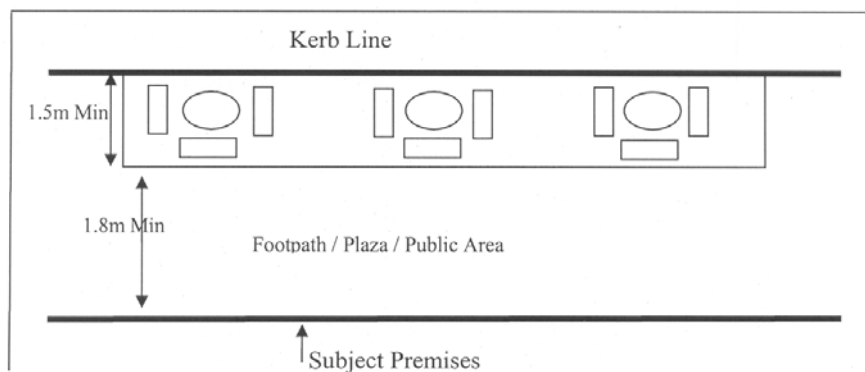 Kerb Line
1.5m Min
1.8m Min
Footpath / Plaza / Public Area
Subject Premises